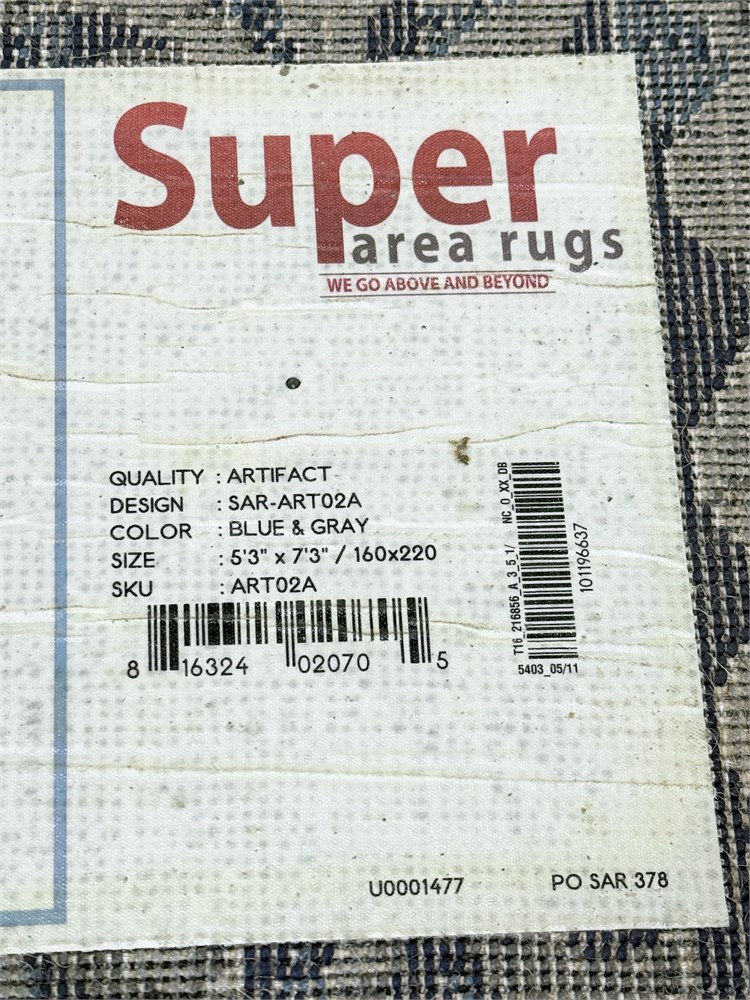 Super
area rugs
WE GO ABOVE AND BEYOND
QUALITY : ARTIFACT
DESIGN : SAR-ART02A
COLOR : BLUE & GRAY
SIZE : 5'3" x 7'3" / 160x220
SKU : ART02A
8 16324 02070 5
T16_216856_A_3_5_1/ NC_0_XX_DB
101196637
5403_05/11
U0001477
PO SAR 378